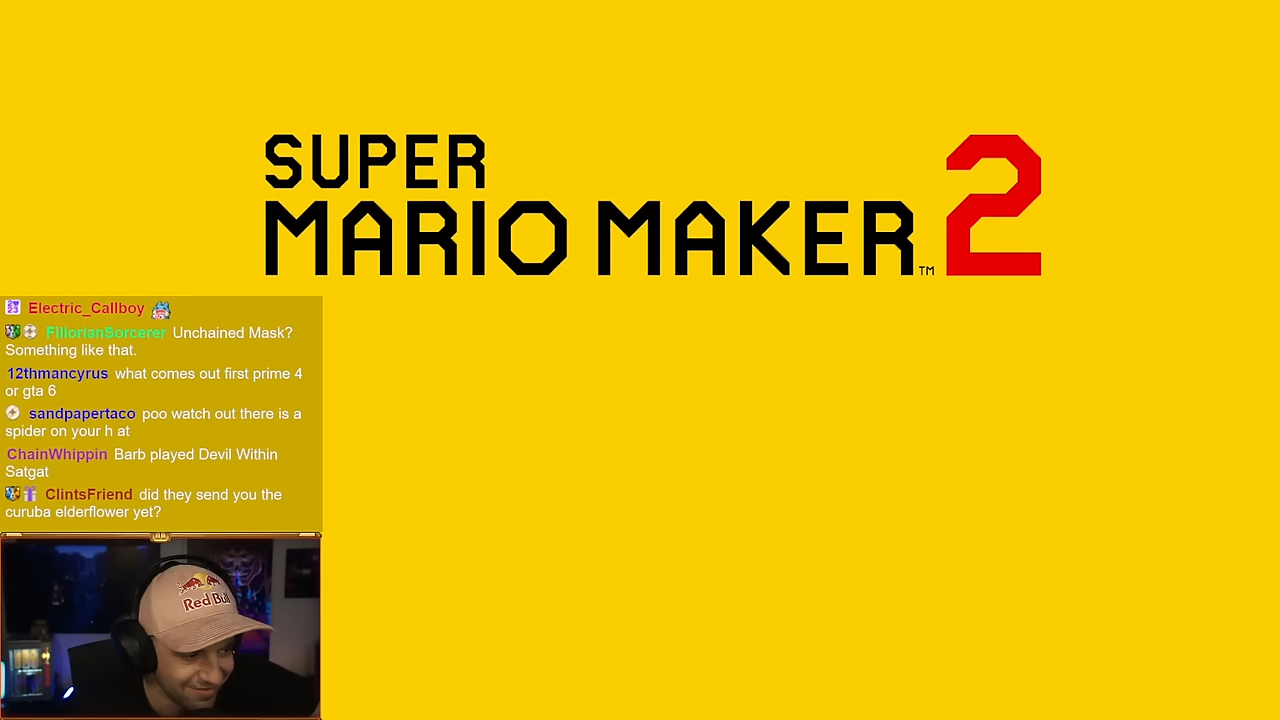 SUPER
MARIO MAKER 2
TM
Electric_Callboy
FIllorianSorcerer Unchained Mask?
Something like that.
12thmancyrus what comes out first prime 4
or gta 6
sandpapertaco poo watch out there is a
spider on your h at
ChainWhippin Barb played Devil Within
Satgat
ClintsFriend did they send you the
curuba elderflower yet?
Red Bull